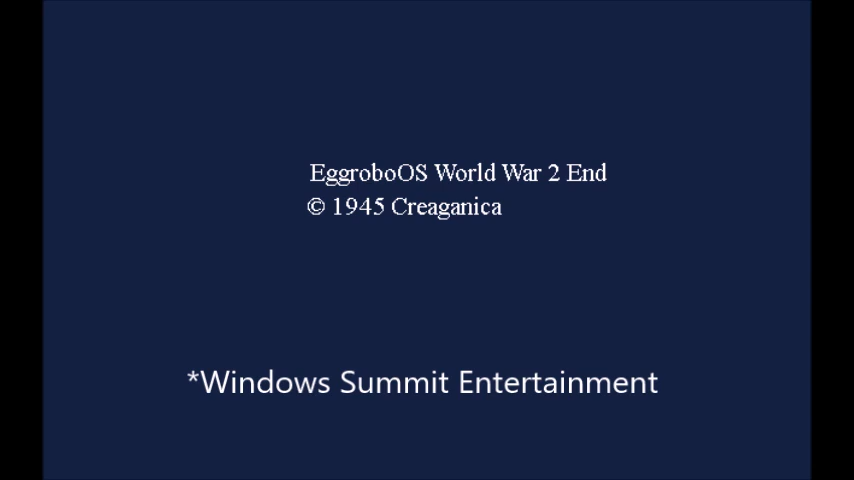 EggroboOS World War 2 End
© 1945 Creaganica
*Windows Summit Entertainment